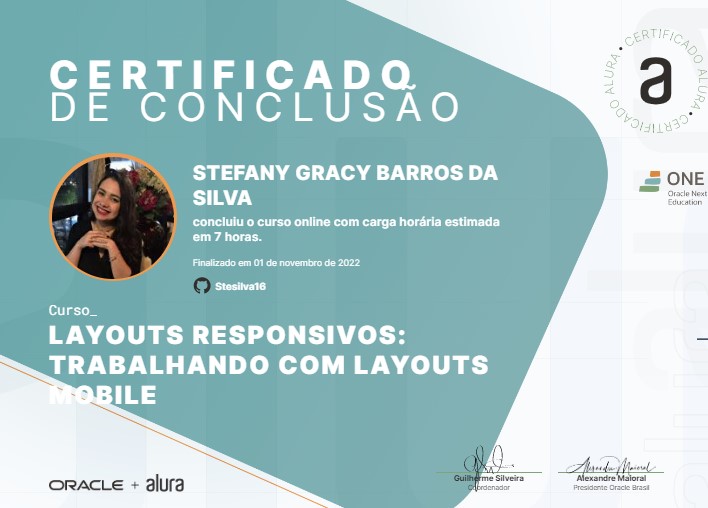 CERTIFICADO
DE CONCLUSÃO
CERTIFICADO ALURA • CERTIFICADO ALURA •
a
ONE
Oracle Next
Education
STEFANY GRACY BARROS DA
SILVA
concluiu o curso online com carga horária estimada
em 7 horas.
Finalizado em 01 de novembro de 2022
Stesilva16
Curso_
LAYOUTS RESPONSIVOS:
TRABALHANDO COM LAYOUTS
MOBILE
ORACLE + alura
Guilherme Silveira
Coordenador
Alexandre Maioral
Presidente Oracle Brasil